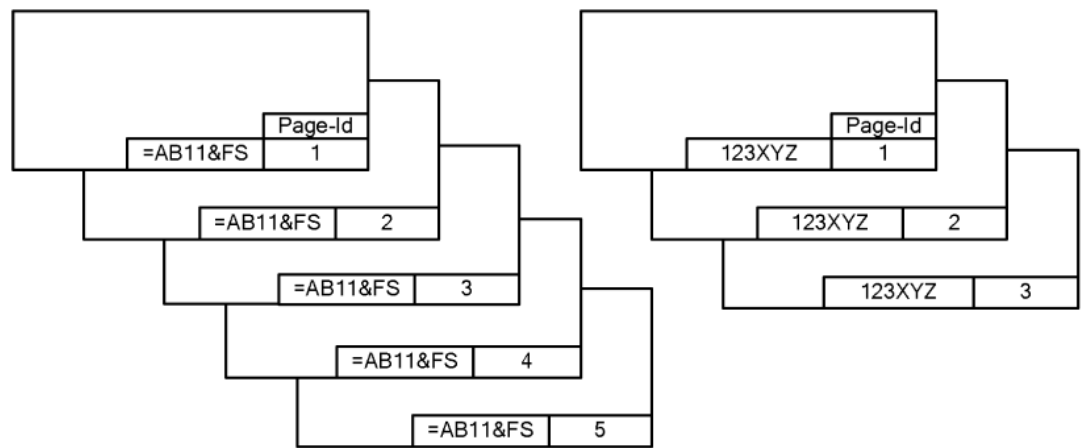 Page-Id
=AB11&FS 1
=AB11&FS 2
=AB11&FS 3
=AB11&FS 4
=AB11&FS 5
Page-Id
123XYZ 1
123XYZ 2
123XYZ 3